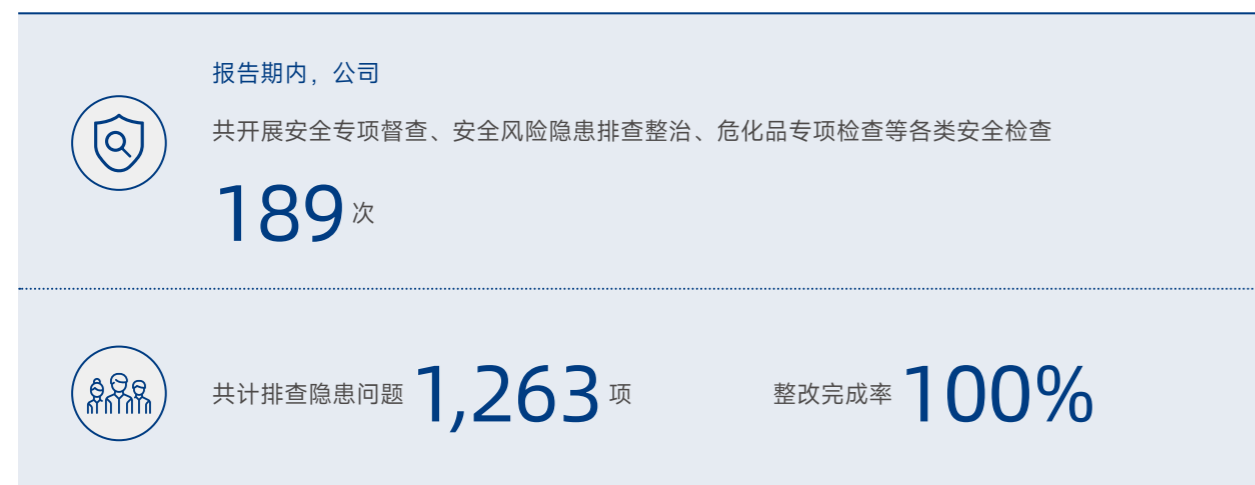 报告期内，公司
共开展安全专项督查、安全风险隐患排查整治、危化品专项检查等各类安全检查
189 次
共计排查隐患问题 1,263 项 整改完成率 100%